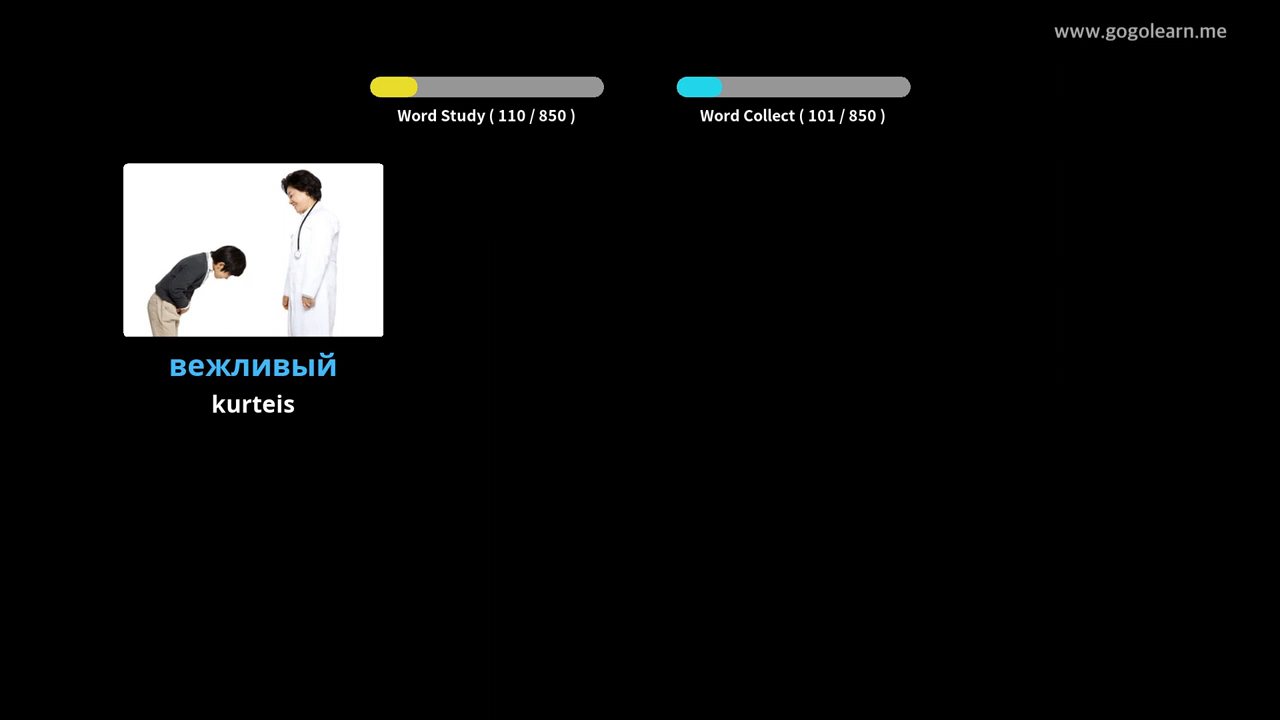 www.gogolearn.me
Word Study ( 110 / 850 )
Word Collect ( 101 / 850 )
вежливый
kurteis